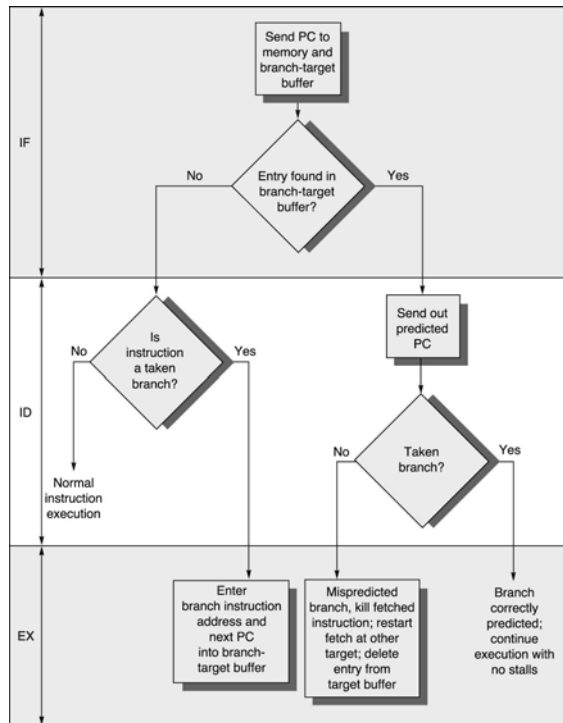 Send PC to
memory and
branch-target
buffer
IF
No
Entry found in
branch-target
buffer?
Yes
No
Is
instruction
a taken
branch?
Yes
Send out
predicted
PC
ID
No
Taken
branch?
Yes
Normal
instruction
execution
EX
Enter
branch instruction
address and
next PC
into branch-
target buffer
Mispredicted
branch, kill fetched
instruction; restart
fetch at other
target; delete
entry from
target buffer
Branch
correctly
predicted;
continue
execution with
no stalls